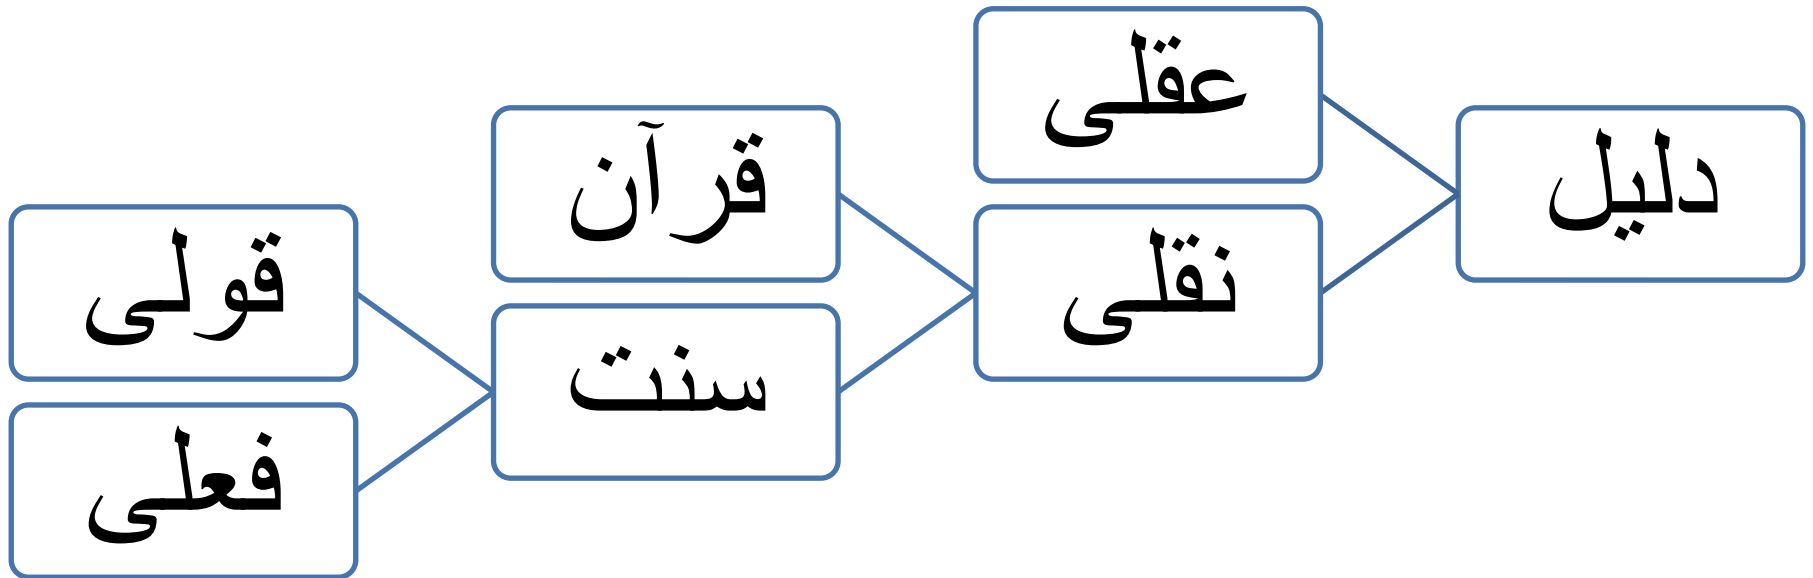 دلیل
عقلی
نقلی
قرآن
سنت
قولی
فعلی